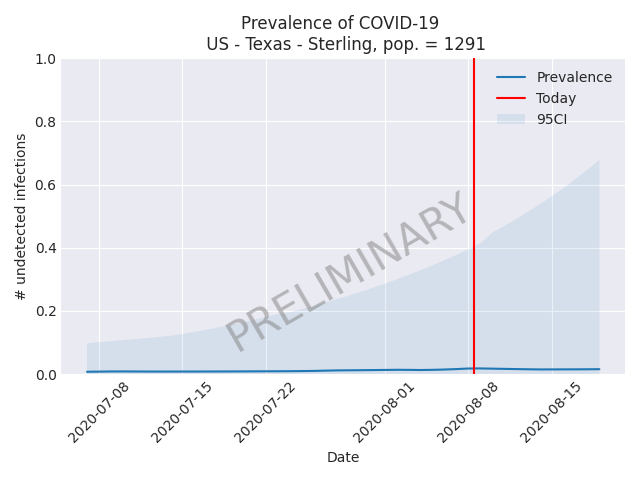 Prevalence of COVID-19
US - Texas - Sterling, pop. = 1291
1.0
0.8
0.6
0.4
0.2
0.0
# undetected infections
Prevalence
Today
95CI
PRELIMINARY
2020-07-08
2020-07-15
2020-07-22
2020-08-01
2020-08-08
2020-08-15
Date